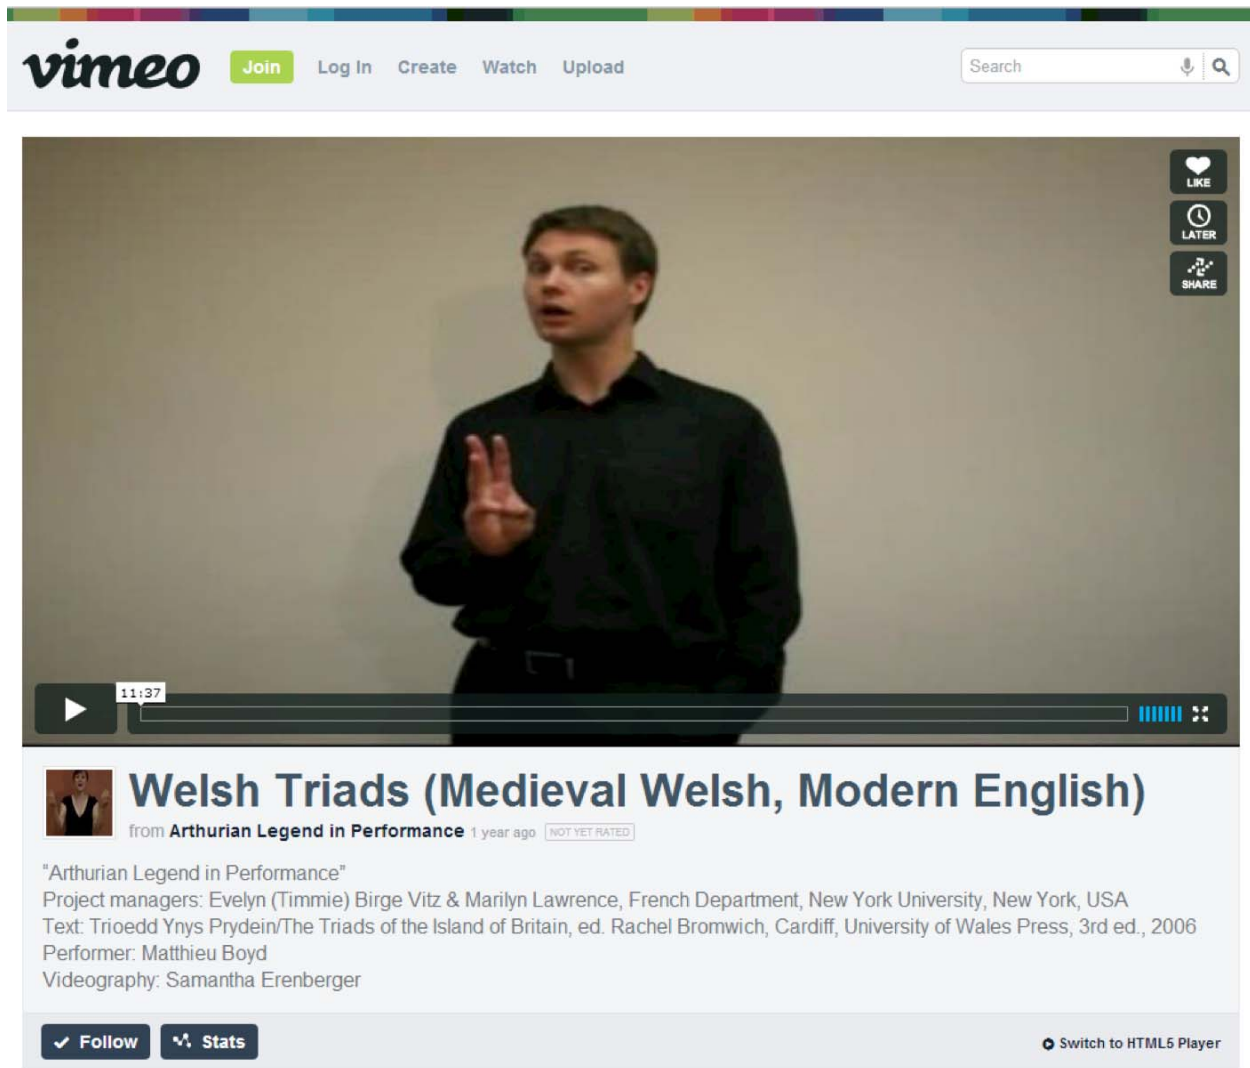 vimeo Join Log In Create Watch Upload Search
LIKE
LATER
SHARE
11:37
Welsh Triads (Medieval Welsh, Modern English)
from Arthurian Legend in Performance 1 year ago NOT YET RATED
"Arthurian Legend in Performance"
Project managers: Evelyn (Timmie) Birge Vitz & Marilyn Lawrence, French Department, New York University, New York, USA
Text: Trioedd Ynys Prydein/The Triads of the Island of Britain, ed. Rachel Bromwich, Cardiff, University of Wales Press, 3rd ed., 2006
Performer: Matthieu Boyd
Videography: Samantha Erenberger
Follow Stats Switch to HTML5 Player